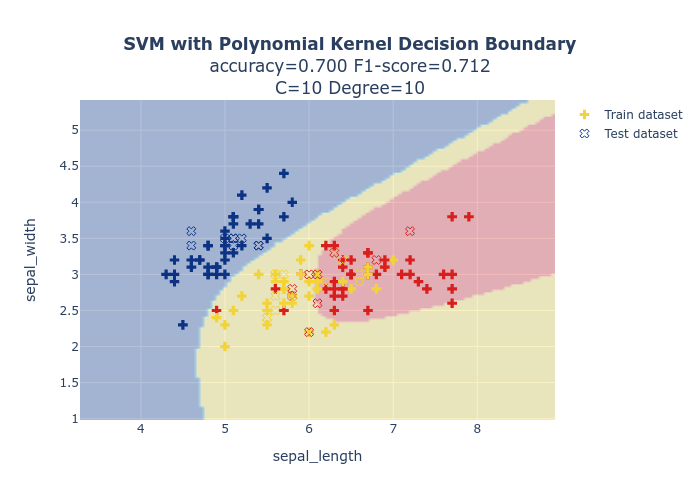 SVM with Polynomial Kernel Decision Boundary
accuracy=0.700 F1-score=0.712
C=10 Degree=10
Train dataset
Test dataset
sepal_width
5
4.5
4
3.5
3
2.5
2
1.5
1
4
5
6
7
8
sepal_length